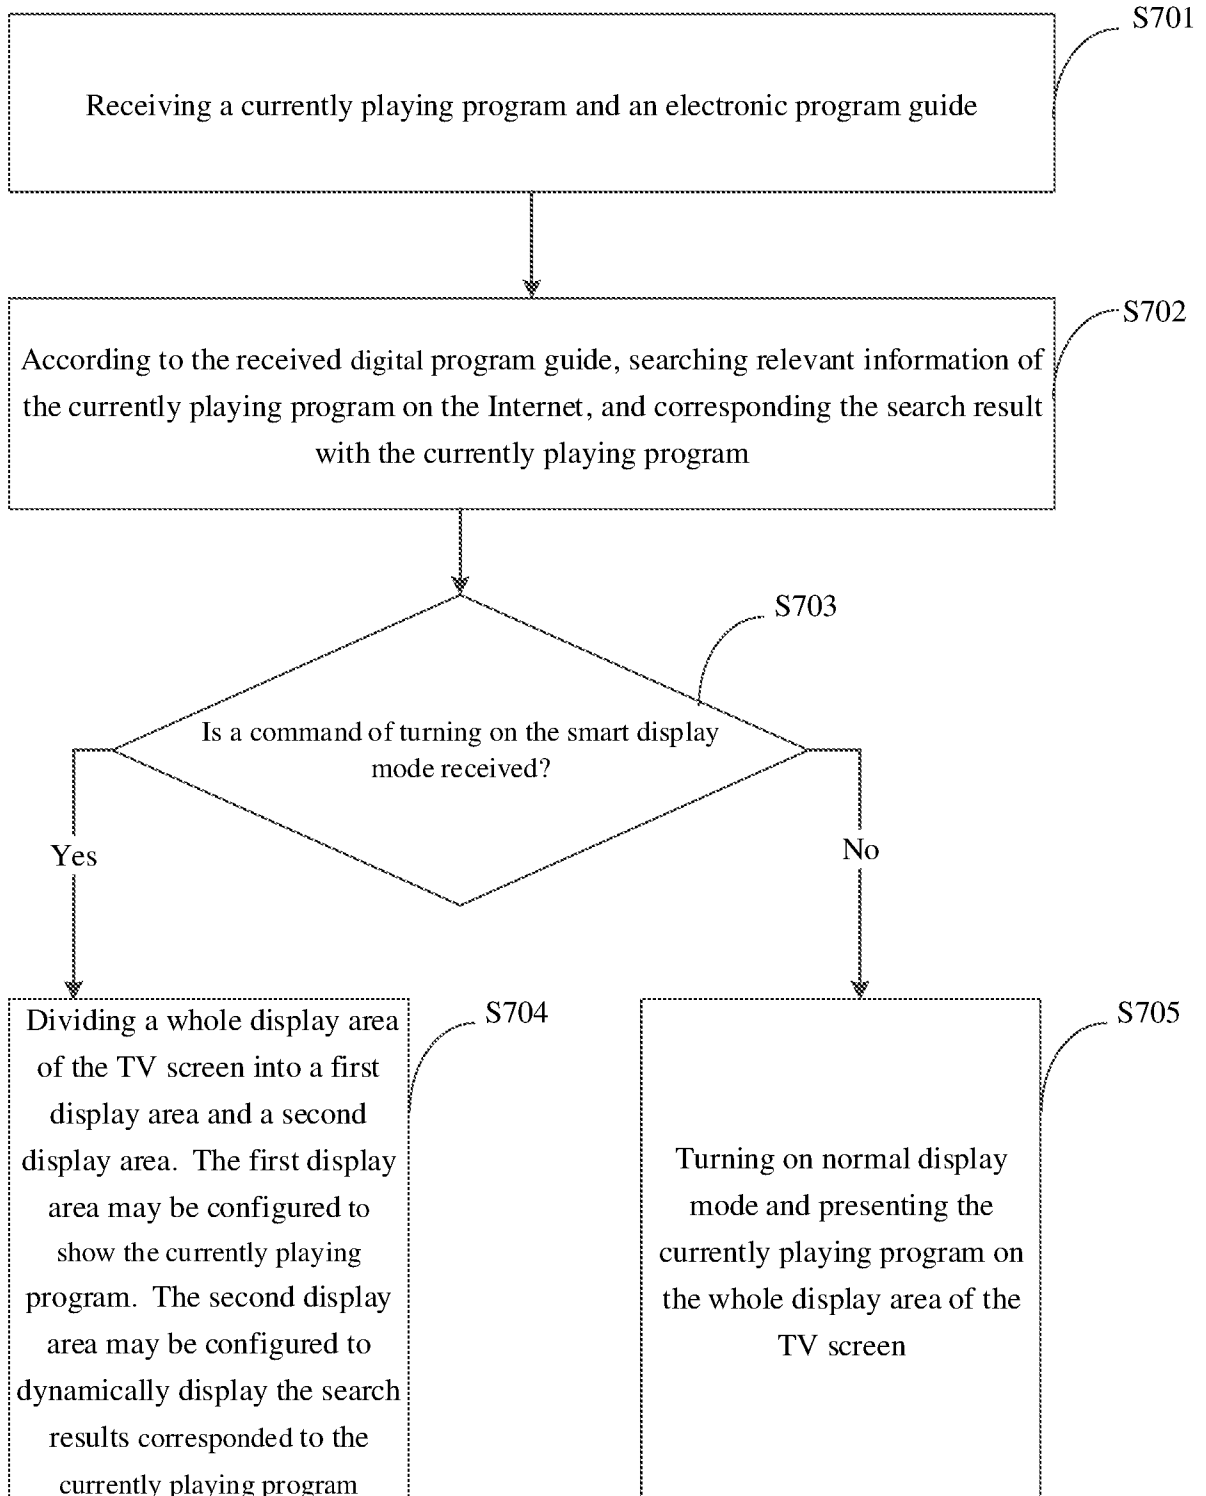 S701
Receiving a currently playing program and an electronic program guide
S702
According to the received digital program guide, searching relevant information of
the currently playing program on the Internet, and corresponding the search result
with the currently playing program
S703
Is a command of turning on the smart display
mode received?
Yes
No
S704
Dividing a whole display area
of the TV screen into a first
display area and a second
display area.  The first display
area may be configured to
show the currently playing
program.  The second display
area may be configured to
dynamically display the search
results corresponded to the
currently playing program
S705
Turning on normal display
mode and presenting the
currently playing program on
the whole display area of the
TV screen